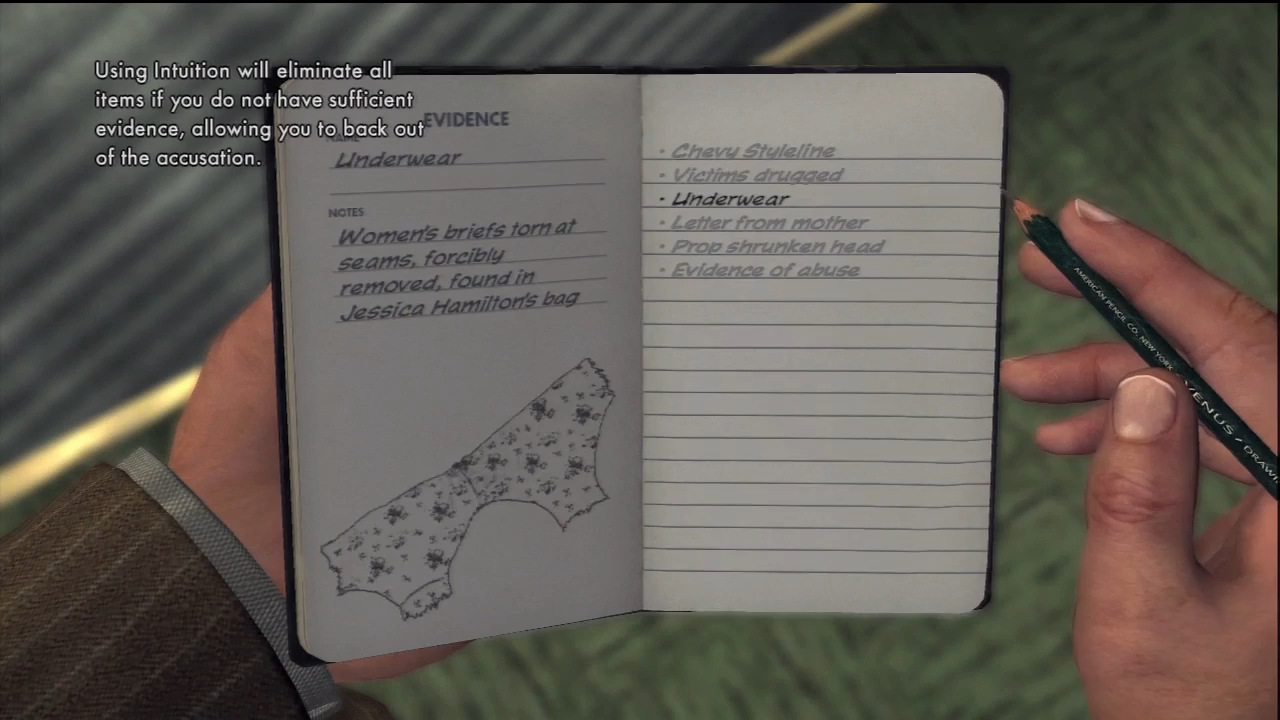 Using Intuition will eliminate all
items if you do not have sufficient
evidence, allowing you to back out
of the accusation.
EVIDENCE
NAME
Underwear
NOTES
Women's briefs torn at
seams, forcibly
removed, found in
Jessica Hamilton's bag
· Chevy Styleline
· Victims drugged
· Underwear
· Letter from mother
· Prop shrunken head
· Evidence of abuse
AMERICAN PENCIL CO. NEW YORK
VENUS / DRAWI